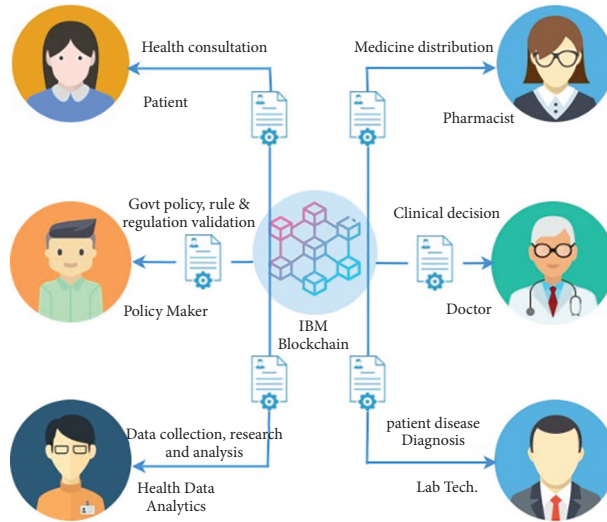 Health consultation
Medicine distribution
Patient
Pharmacist
Govt policy, rule &
regulation validation
Clinical decision
Policy Maker
IBM
Blockchain
Doctor
Data collection, research
and analysis
patient disease
Diagnosis
Health Data
Analytics
Lab Tech.